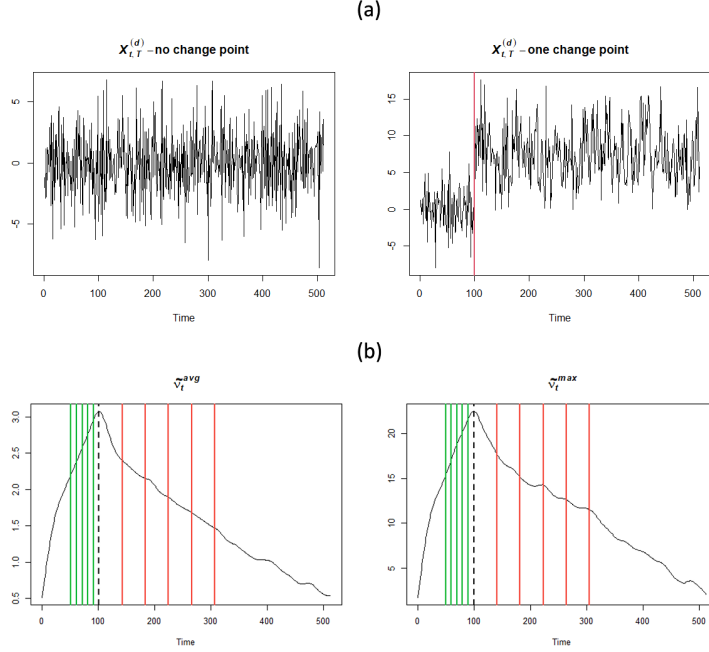 (a)
X_{t,T}^{(d)} – no change point
X_{t,T}^{(d)} – one change point
5
0
-5
0 100 200 300 400 500
Time
15
10
5
0
-5
0 100 200 300 400 500
Time
(b)
ṽ_t^{avg}
ṽ_t^{max}
3.0
2.5
2.0
1.5
1.0
0.5
0 100 200 300 400 500
Time
20
15
10
5
0 100 200 300 400 500
Time